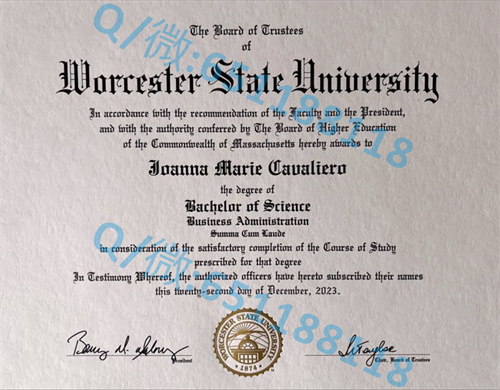 The Board of Trustees
of
Worcester State University
In accordance with the recommendation of the Faculty and the President,
and with the authority conferred by The Board of Higher Education
of the Commonwealth of Massachusetts hereby awards to
Joanna Marie Cavaliero
the degree of
Bachelor of Science
Business Administration
Summa Cum Laude
in consideration of the satisfactory completion of the Course of Study
prescribed for that degree
In Testimony Whereof, the authorized officers have hereto subscribed their names
this twenty-second day of December, 2023.
President
Chair, Board of Trustees
WORCESTER STATE UNIVERSITY
1874
Q/微:651188118
Q/微:651188118